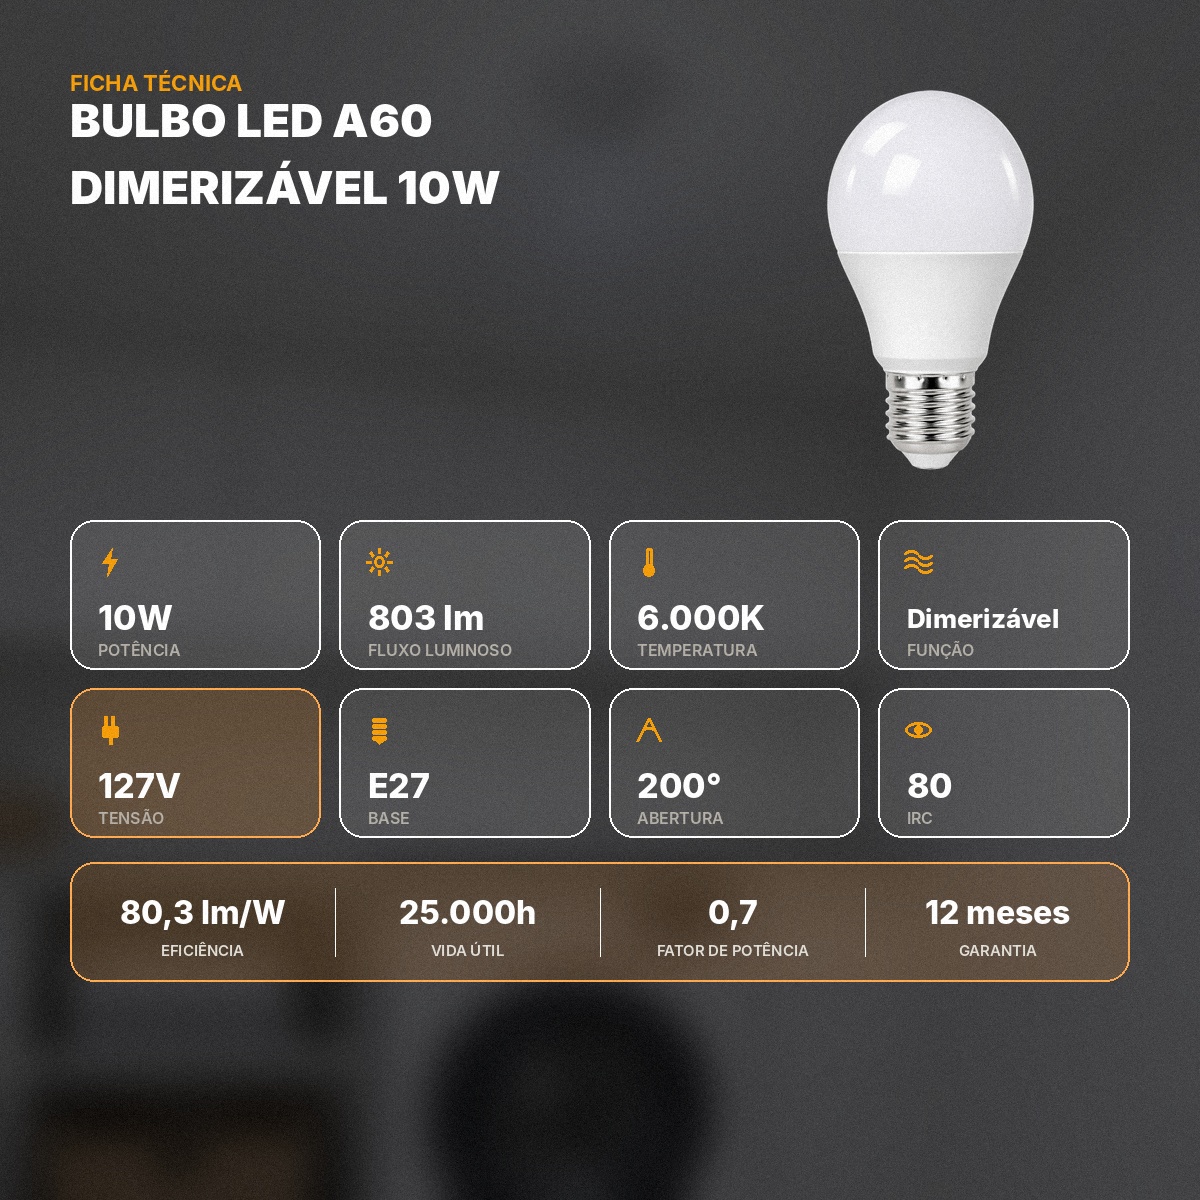 FICHA TÉCNICA
BULBO LED A60
DIMERIZÁVEL 10W
10W
POTÊNCIA
803 lm
FLUXO LUMINOSO
6.000K
TEMPERATURA
Dimerizável
FUNÇÃO
127V
TENSÃO
E27
BASE
200°
ABERTURA
80
IRC
80,3 lm/W
EFICIÊNCIA
25.000h
VIDA ÚTIL
0,7
FATOR DE POTÊNCIA
12 meses
GARANTIA